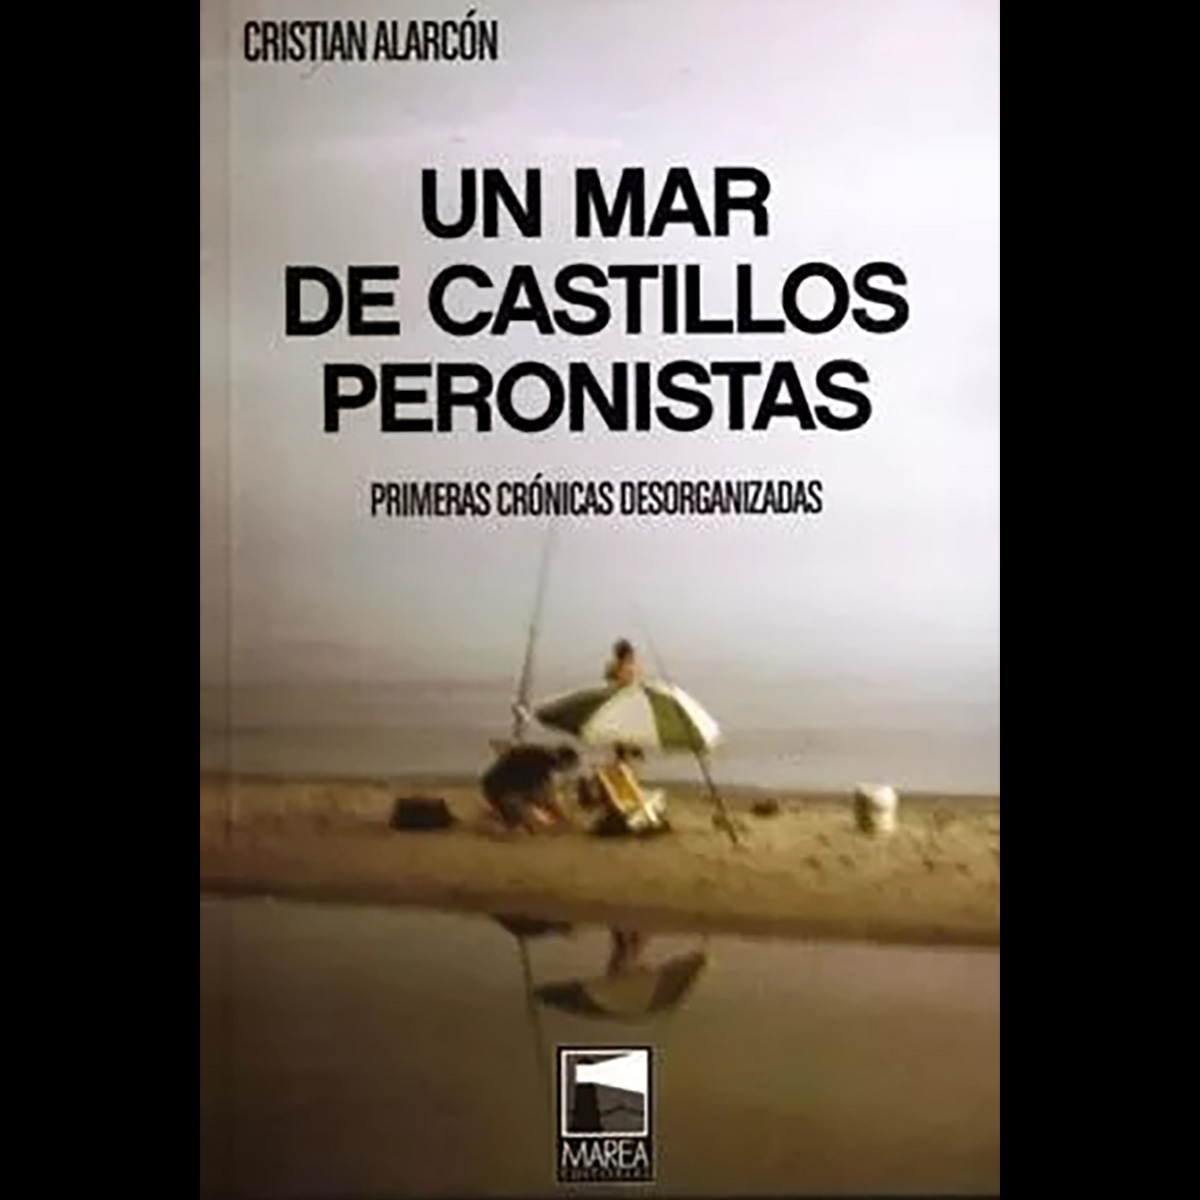 CRISTIAN ALARCÓN
UN MAR
DE CASTILLOS
PERONISTAS
PRIMERAS CRÓNICAS DESORGANIZADAS
MAREA